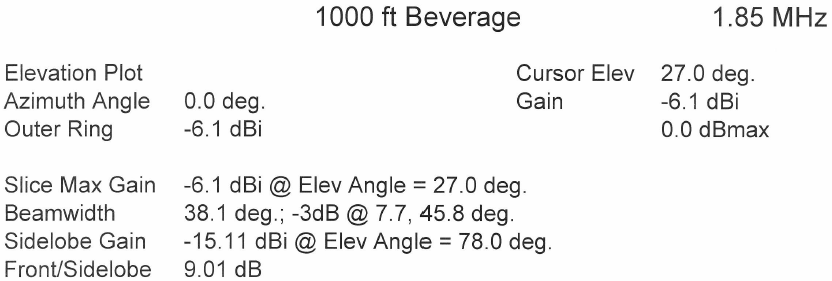 1000 ft Beverage 1.85 MHz
Elevation Plot Cursor Elev 27.0 deg.
Azimuth Angle 0.0 deg. Gain -6.1 dBi
Outer Ring -6.1 dBi 0.0 dBmax
Slice Max Gain -6.1 dBi @ Elev Angle = 27.0 deg.
Beamwidth 38.1 deg.; -3dB @ 7.7, 45.8 deg.
Sidelobe Gain -15.11 dBi @ Elev Angle = 78.0 deg.
Front/Sidelobe 9.01 dB